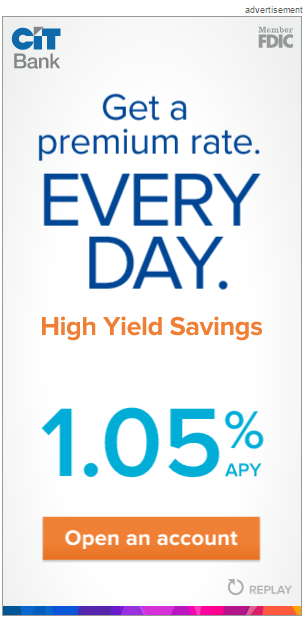 advertisement
CIT
Bank
Member
FDIC
Get a
premium rate.
EVERY
DAY.
High Yield Savings
1.05%
APY
Open an account
REPLAY